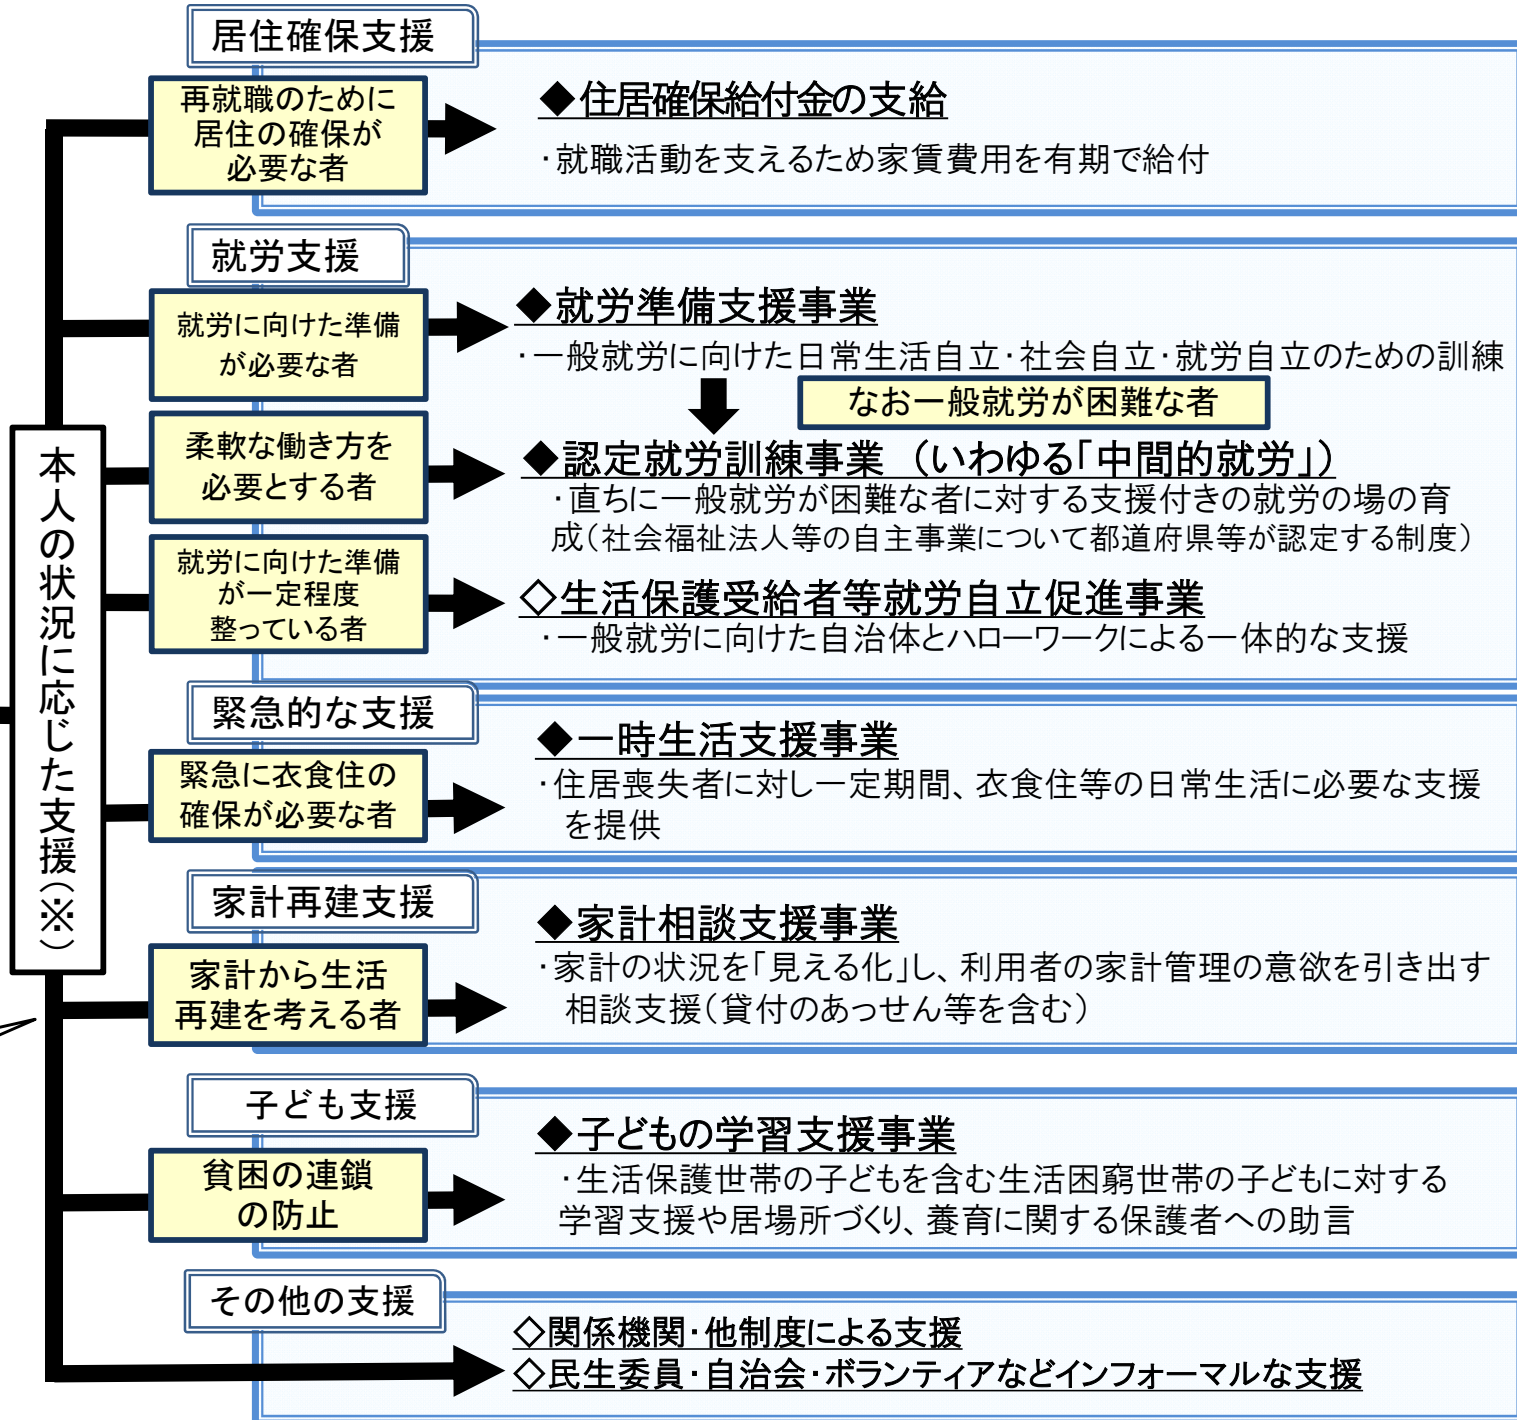 居住確保支援
再就職のために
居住の確保が
必要な者
◆住居確保給付金の支給
・就職活動を支えるため家賃費用を有期で給付
就労支援
就労に向けた準備
が必要な者
◆就労準備支援事業
・一般就労に向けた日常生活自立・社会自立・就労自立のための訓練
なお一般就労が困難な者
柔軟な働き方を
必要とする者
◆認定就労訓練事業 (いわゆる「中間的就労」)
・直ちに一般就労が困難な者に対する支援付きの就労の場の育
成(社会福祉法人等の自主事業について都道府県等が認定する制度)
就労に向けた準備
が一定程度
整っている者
◇生活保護受給者等就労自立促進事業
・一般就労に向けた自治体とハローワークによる一体的な支援
本人の状況に応じた支援(※)
緊急的な支援
緊急に衣食住の
確保が必要な者
◆一時生活支援事業
・住居喪失者に対し一定期間、衣食住等の日常生活に必要な支援
を提供
家計再建支援
家計から生活
再建を考える者
◆家計相談支援事業
・家計の状況を「見える化」し、利用者の家計管理の意欲を引き出す
相談支援(貸付のあっせん等を含む)
子ども支援
貧困の連鎖
の防止
◆子どもの学習支援事業
・生活保護世帯の子どもを含む生活困窮世帯の子どもに対する
学習支援や居場所づくり、養育に関する保護者への助言
その他の支援
◇関係機関・他制度による支援
◇民生委員・自治会・ボランティアなどインフォーマルな支援